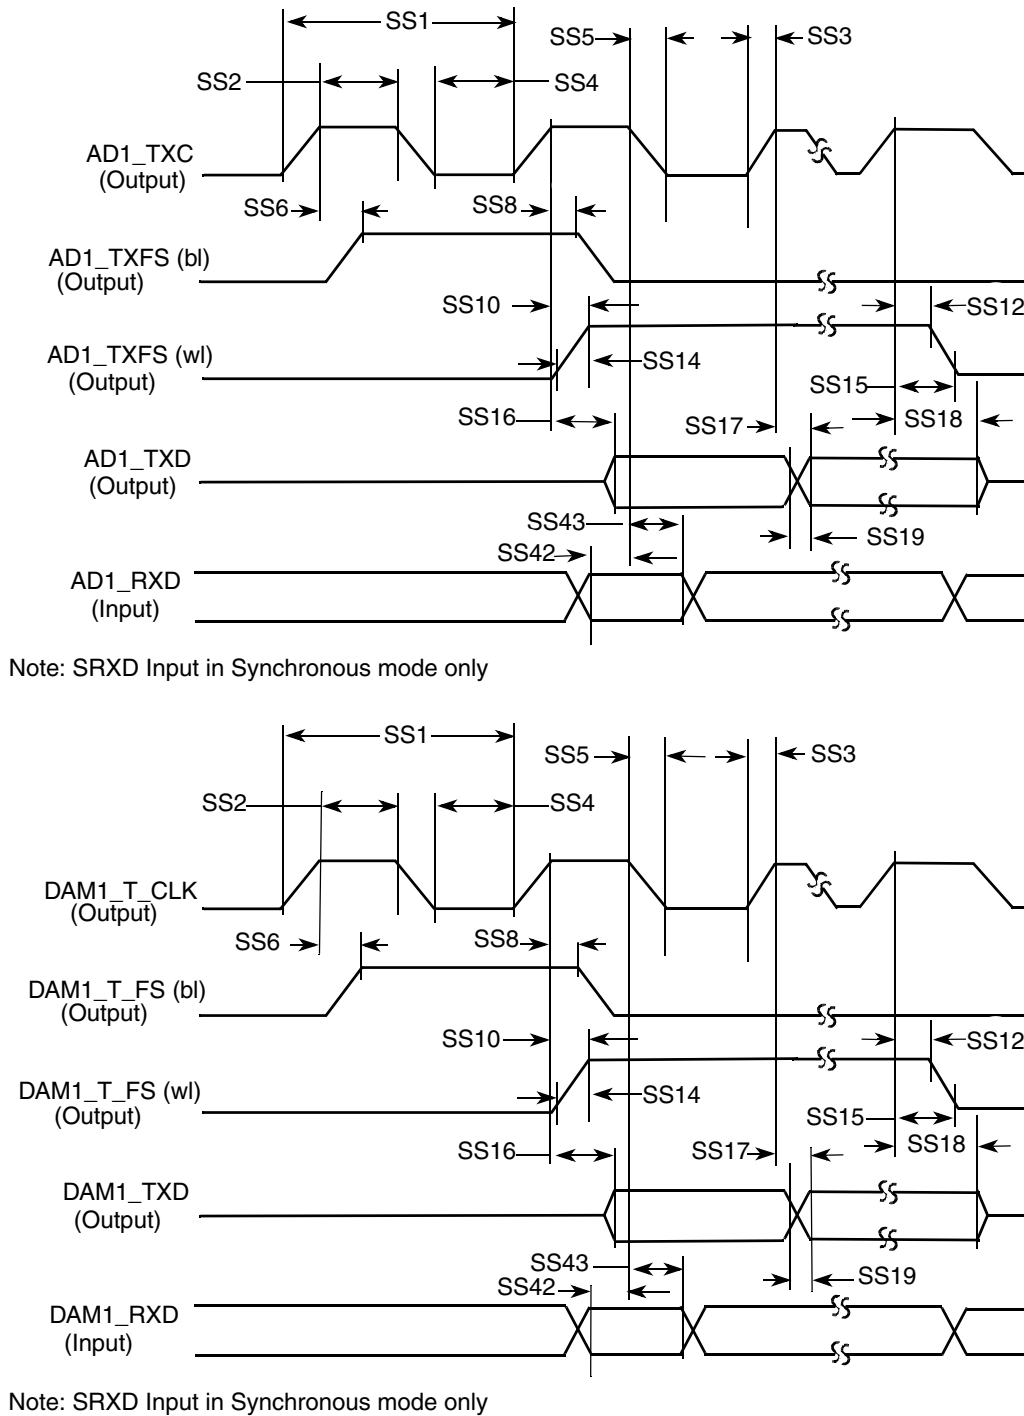 SS1
SS5
SS3
SS2
SS4
AD1_TXC
(Output)
SS6
SS8
AD1_TXFS (bl)
(Output)
SS10
SS12
AD1_TXFS (wl)
(Output)
SS14
SS15
SS16
SS17
SS18
AD1_TXD
(Output)
SS43
SS19
SS42
AD1_RXD
(Input)
Note: SRXD Input in Synchronous mode only
SS1
SS5
SS3
SS2
SS4
DAM1_T_CLK
(Output)
SS6
SS8
DAM1_T_FS (bl)
(Output)
SS10
SS12
DAM1_T_FS (wl)
(Output)
SS14
SS15
SS16
SS17
SS18
DAM1_TXD
(Output)
SS43
SS19
SS42
DAM1_RXD
(Input)
Note: SRXD Input in Synchronous mode only